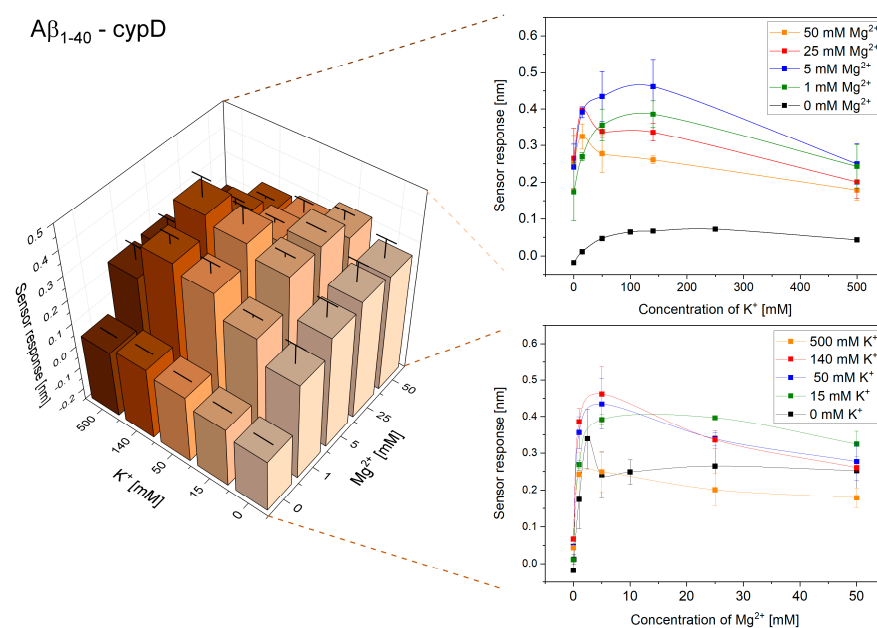 Aβ1-40 - cypD
0.5
0.4
0.3
0.2
0.1
0.0
-0.1
-0.2
Sensor response [nm]
500
140
50
15
0
K⁺ [mM]
0
1
5
25
50
Mg²⁺ [mM]
50 mM Mg²⁺
25 mM Mg²⁺
5 mM Mg²⁺
1 mM Mg²⁺
0 mM Mg²⁺
0.6
0.5
0.4
0.3
0.2
0.1
0.0
Sensor response [nm]
0 100 200 300 400 500
Concentration of K⁺ [mM]
500 mM K⁺
140 mM K⁺
50 mM K⁺
15 mM K⁺
0 mM K⁺
0.6
0.5
0.4
0.3
0.2
0.1
0.0
Sensor response [nm]
0 10 20 30 40 50
Concentration of Mg²⁺ [mM]